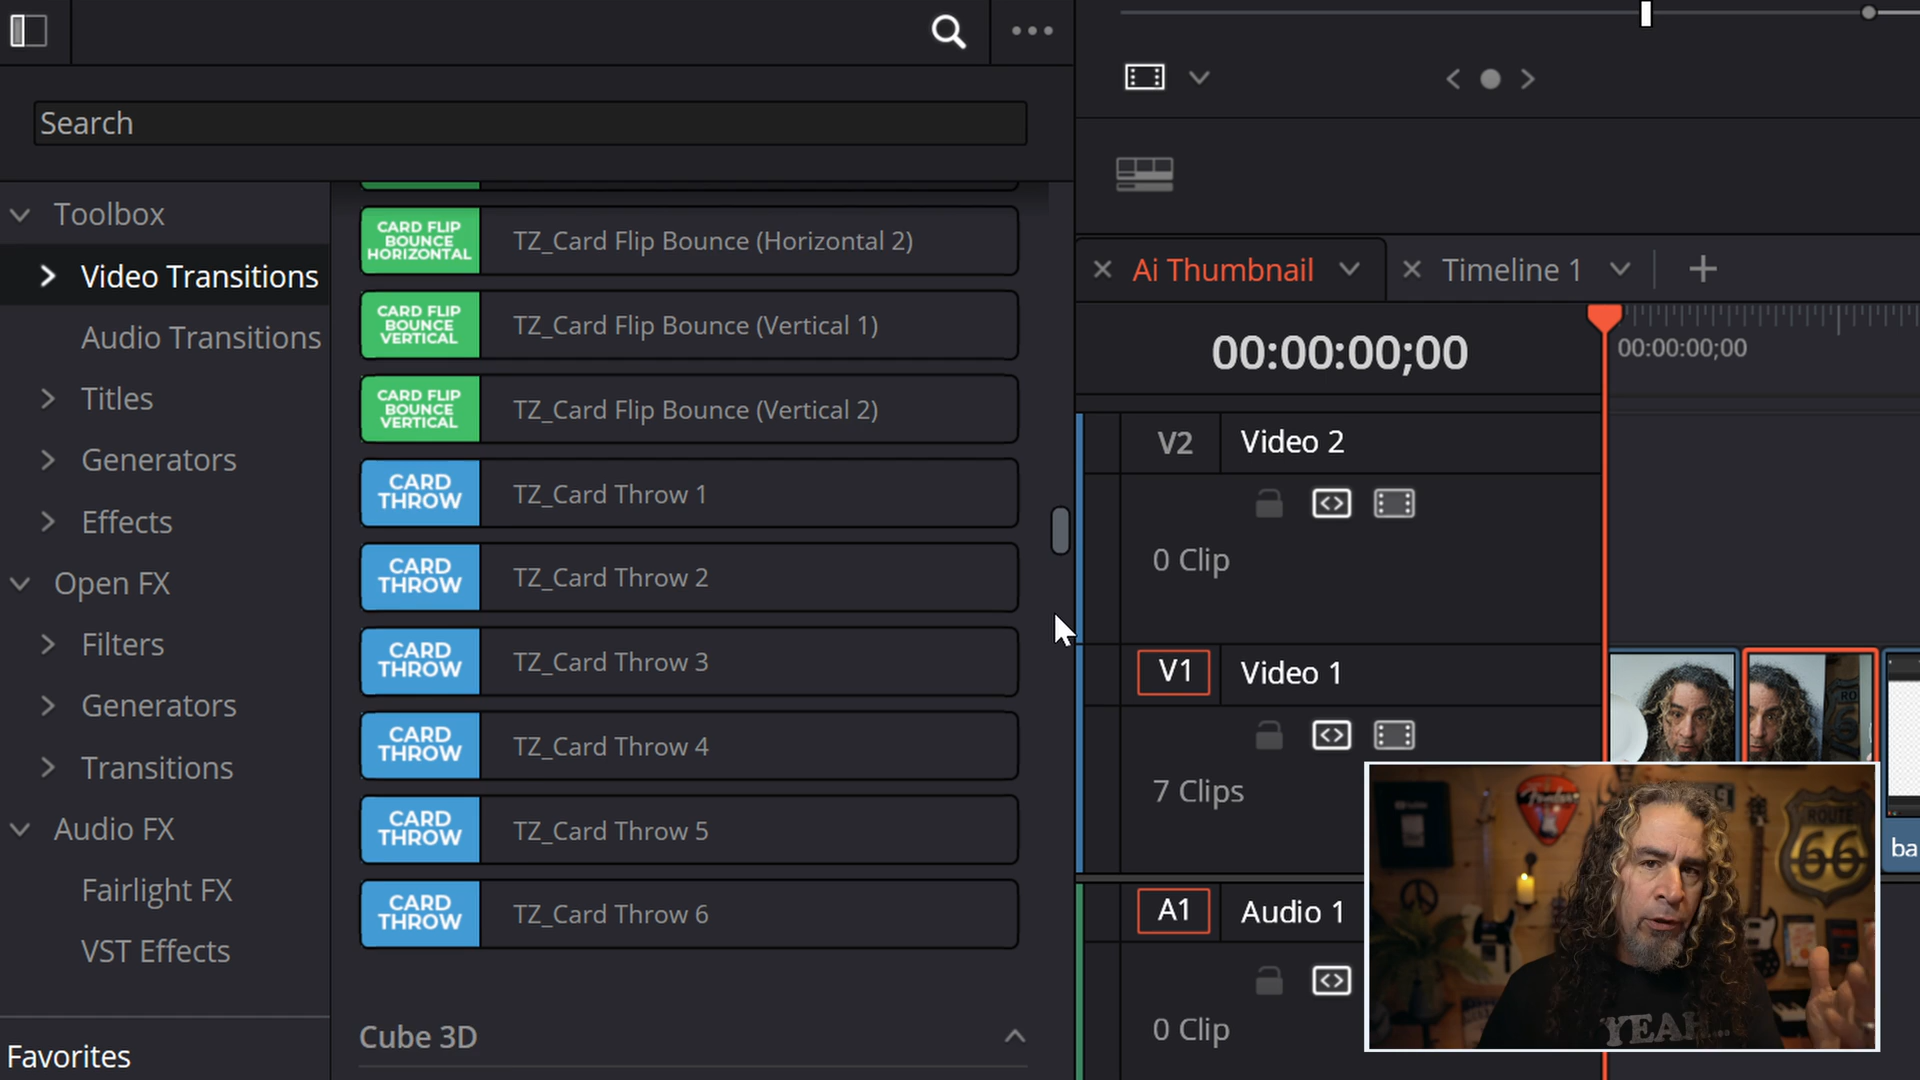 Search
Toolbox
Video Transitions
Audio Transitions
Titles
Generators
Effects
Open FX
Filters
Generators
Transitions
Audio FX
Fairlight FX
VST Effects
Favorites
CARD FLIP
BOUNCE
HORIZONTAL
TZ_Card Flip Bounce (Horizontal 2)
CARD FLIP
BOUNCE
VERTICAL
TZ_Card Flip Bounce (Vertical 1)
CARD FLIP
BOUNCE
VERTICAL
TZ_Card Flip Bounce (Vertical 2)
CARD
THROW
TZ_Card Throw 1
CARD
THROW
TZ_Card Throw 2
CARD
THROW
TZ_Card Throw 3
CARD
THROW
TZ_Card Throw 4
CARD
THROW
TZ_Card Throw 5
CARD
THROW
TZ_Card Throw 6
Cube 3D
Ai Thumbnail
Timeline 1
00:00:00;00
00:00:00;00
V2 Video 2
0 Clip
V1 Video 1
7 Clips
A1 Audio 1
0 Clip
ba
RO
Fender
ROUTE
66
YEAH...